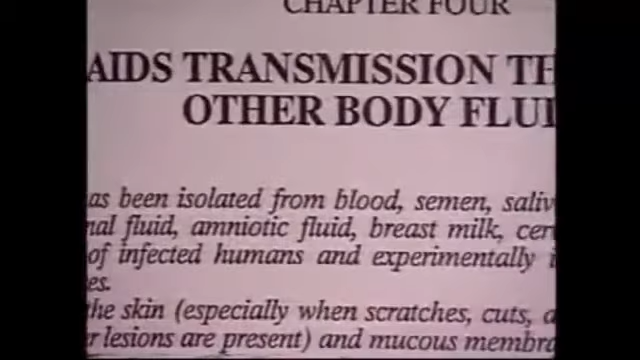 CHAPTER FOUR
AIDS TRANSMISSION TH
OTHER BODY FLUI
as been isolated from blood, semen, saliv
nal fluid, amniotic fluid, breast milk, cer
of infected humans and experimentally i
es.
the skin (especially when scratches, cuts, a
r lesions are present) and mucous membra